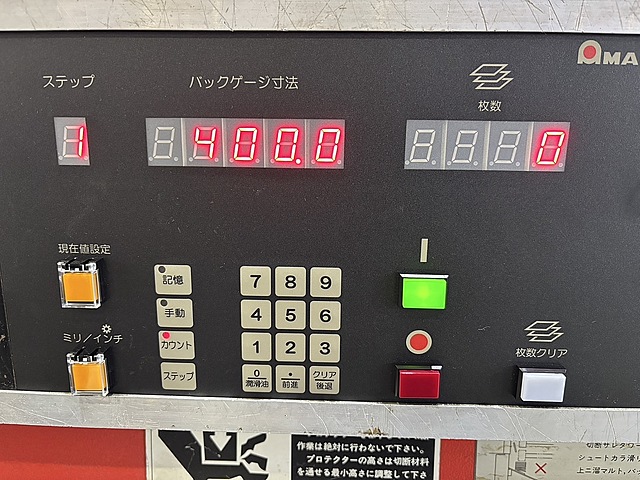 AMA
ステップ
バックゲージ寸法
枚数
1
400.0
0
現在値設定
ミリ／インチ
記憶
手動
カウント
ステップ
7 8 9
4 5 6
1 2 3
0 ・ クリア
潤滑油 前進 後退
枚数クリア
作業は絶対に行わないで下さい。
プロテクターの高さは切断材料
を通せる最小高さに調整して下さ
シュートカラ滑り